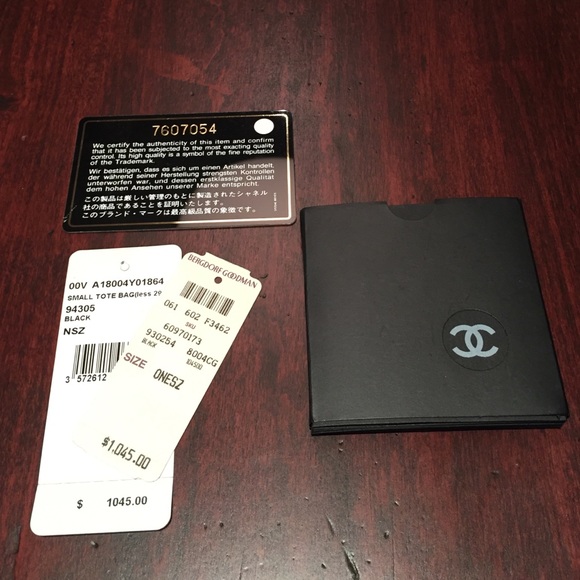 7607054
We certify the authenticity of this item and confirm
that it has been subjected to the most exacting quality
control. Its high quality is a symbol of the fine reputation
of the Trademark.
Wir bestätigen, dass es sich um einen Artikel handelt,
der während seiner Herstellung strengsten Kontrollen
unterworfen war, und dessen erstklassige Qualität
dem hohen Ansehen unserer Marke entspricht.
この製品は厳しい管理のもとに製造されたシャネル
社の商品であることを証明いたします。
このブランド・マークは最高級品質の象徴です。
00V A18004Y01864
SMALL TOTE BAG(less 29
94305
BLACK
NSZ
3 572612
$ 1045.00
BERGDORF GOODMAN
061 602 F3462
SKU
60970173
930254 8004CG
BLACK 104500
SIZE ONESZ
$1,045.00